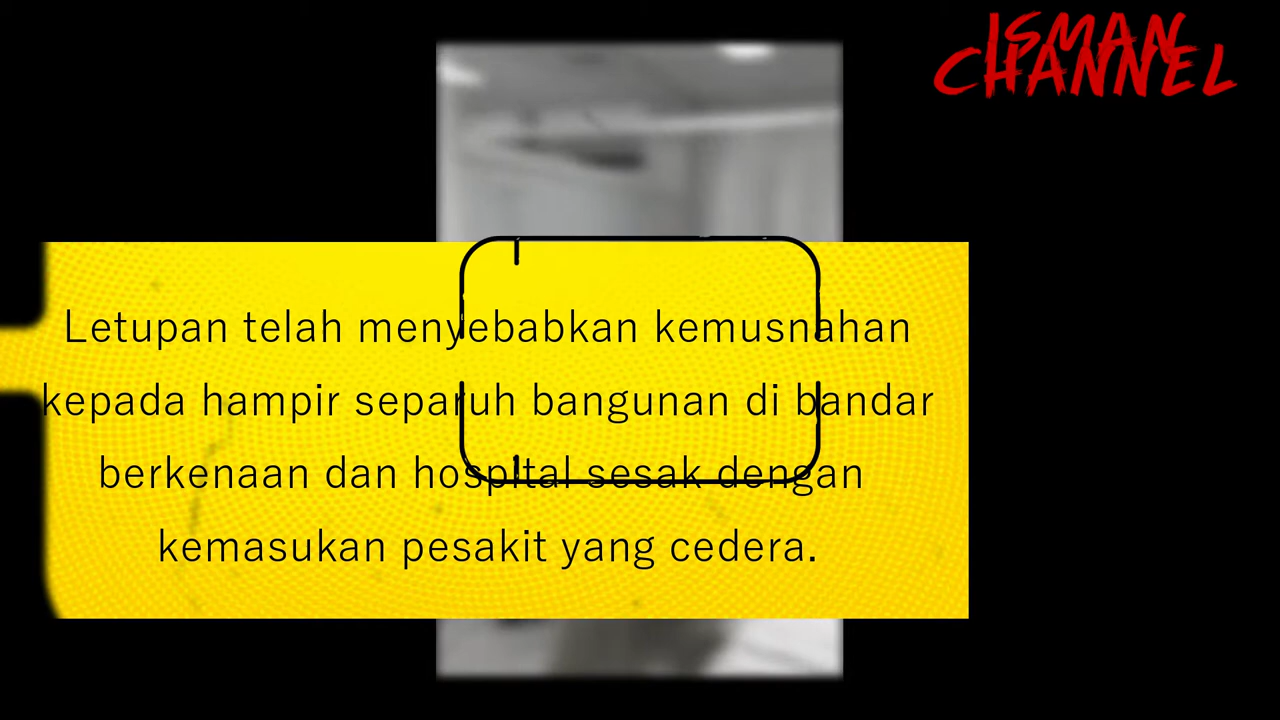 ISMAN
CHANNEL
Letupan telah menyebabkan kemusnahan
kepada hampir separuh bangunan di bandar
berkenaan dan hospital sesak dengan
kemasukan pesakit yang cedera.